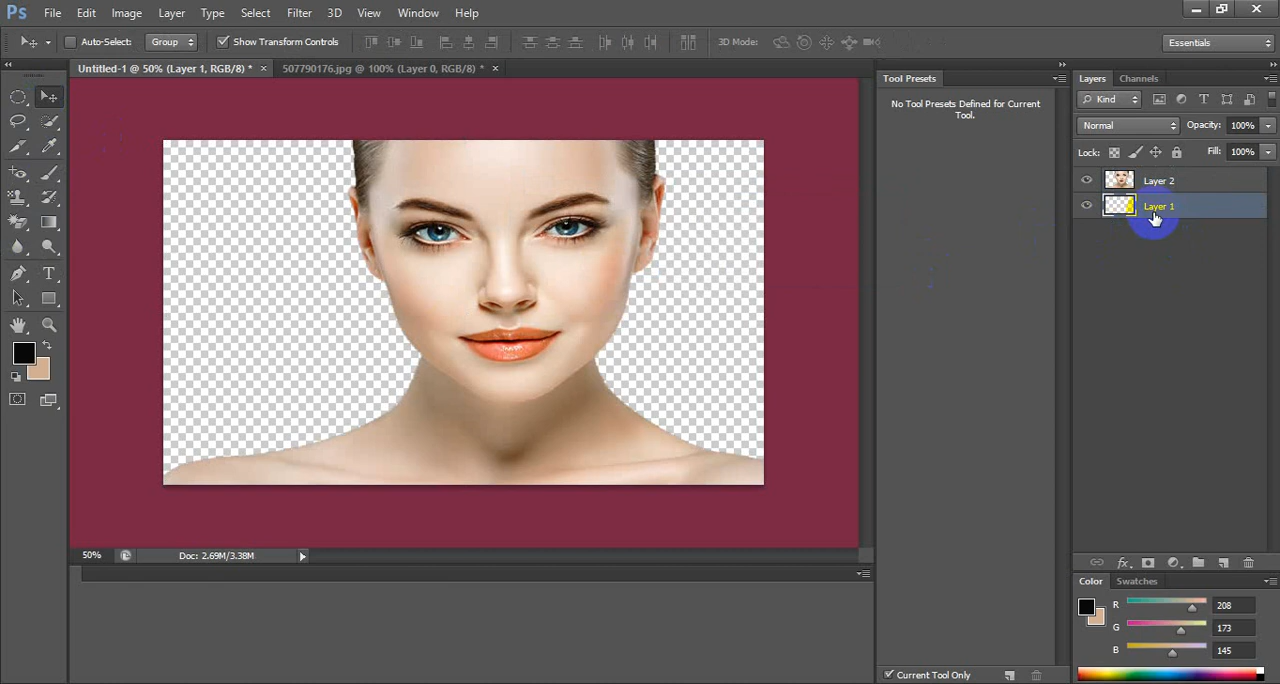 Ps File Edit Image Layer Type Select Filter 3D View Window Help
Auto-Select: Group Show Transform Controls 3D Mode: Essentials
Untitled-1 @ 50% (Layer 1, RGB/8) * × 507790176.jpg @ 100% (Layer 0, RGB/8) * ×
Tool Presets
No Tool Presets Defined for Current
Tool.
Layers Channels
Kind
Normal Opacity: 100%
Lock: Fill: 100%
Layer 2
Layer 1
50% Doc: 2.69M/3.38M
fx
Color Swatches
R 208
G 173
B 145
Current Tool Only